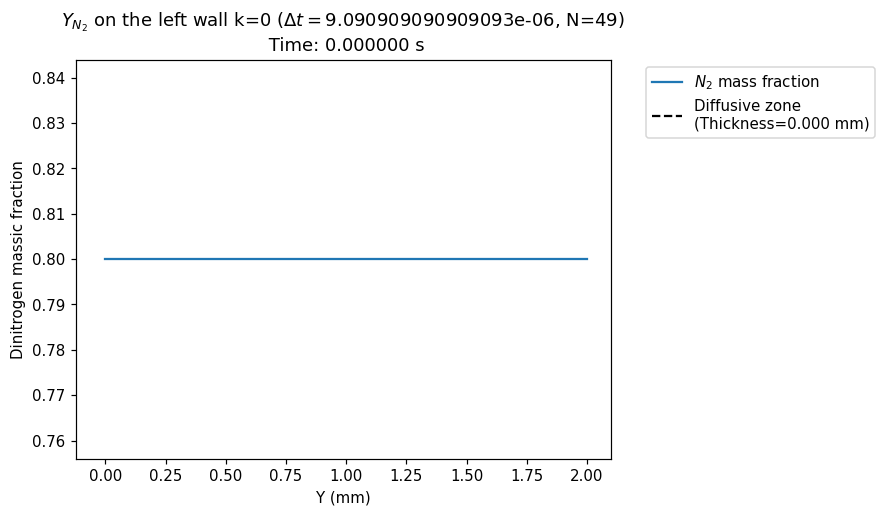 Y_{N_2} on the left wall k=0 (Δt = 9.090909090909093e-06, N=49)
Time: 0.000000 s
N_2 mass fraction
Diffusive zone
(Thickness=0.000 mm)
Dinitrogen massic fraction
0.84
0.83
0.82
0.81
0.80
0.79
0.78
0.77
0.76
0.00 0.25 0.50 0.75 1.00 1.25 1.50 1.75 2.00
Y (mm)